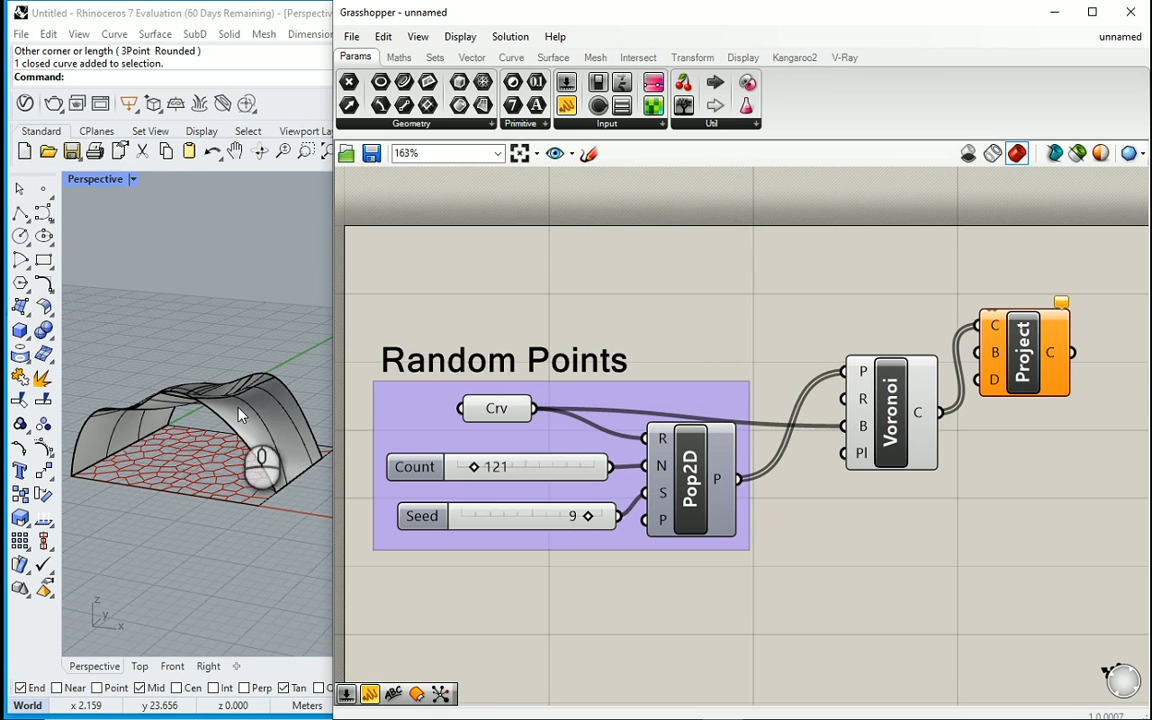 Untitled - Rhinoceros 7 Evaluation (60 Days Remaining) - [Perspectiv
File Edit View Curve Surface SubD Solid Mesh Dimension
Other coror or length ( 3Point Rounded )
1 closed curve added to selection.
Command:
Standard CPlanes Set View Display Select Viewport La
Perspective
z
y
x
Perspective Top Front Right
End Near Point Mid Cen Int Perp Tan
World x 2.159 y 23.656 z 0.000 Meters
Grasshopper - unnamed
File Edit View Display Solution Help unnamed
Params Maths Sets Vector Curve Surface Mesh Intersect Transform Display Kangaroo2 V-Ray
Geometry Primitive Input Util
163%
Random Points
Crv
Count 121
Seed 9
R
N
S
P
Pop2D
P
P
R
B
Pl
Voronoi
C
C
B
D
Project
C
1.0.0007